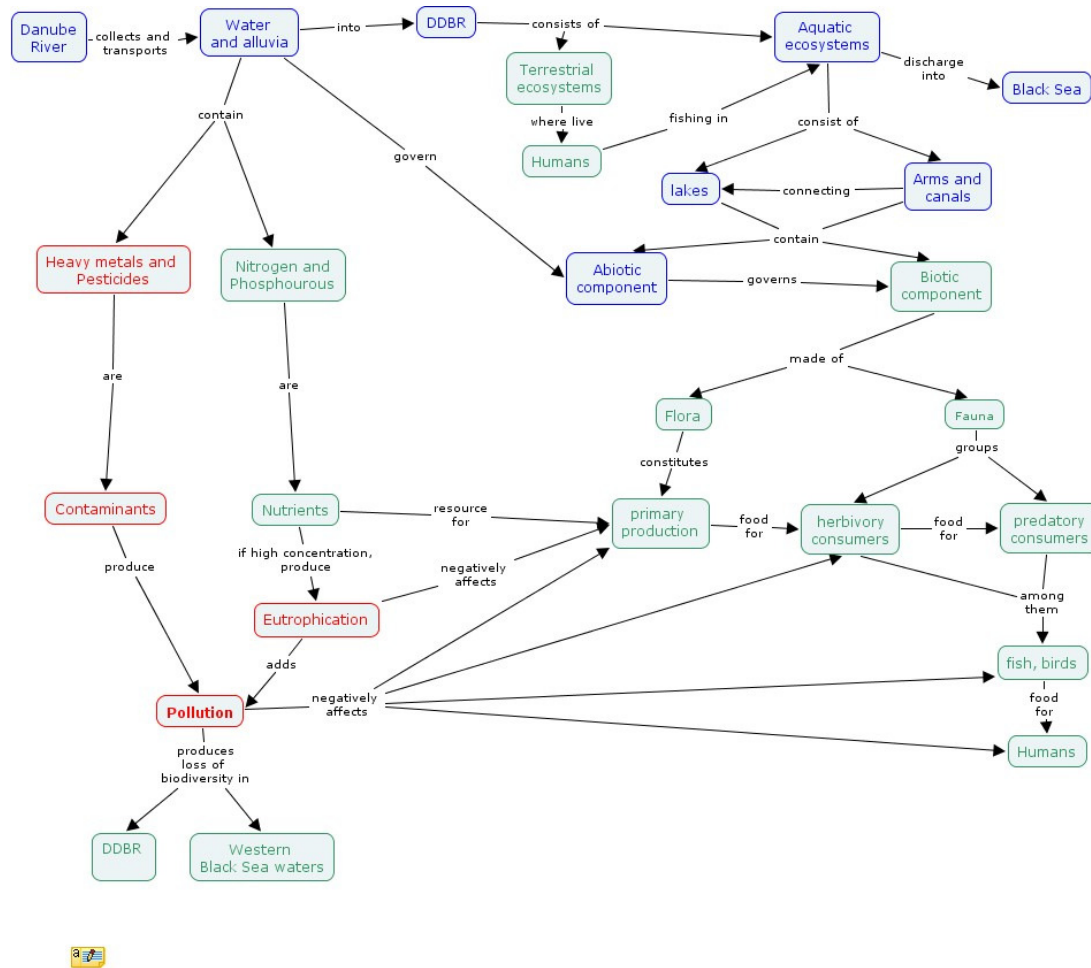 Danube
River
collects and
transports
Water
and alluvia
into
DDBR
consists of
Aquatic
ecosystems
discharge
into
Black Sea
Terrestrial
ecosystems
where live
Humans
fishing in
consist of
contain
govern
lakes
connecting
Arms and
canals
contain
Heavy metals and
Pesticides
Nitrogen and
Phosphourous
Abiotic
component
governs
Biotic
component
made of
are
are
Flora
Fauna
constitutes
groups
Contaminants
Nutrients
resource
for
primary
production
food
for
herbivory
consumers
food
for
predatory
consumers
produce
if high concentration,
produce
negatively
affects
among
them
Eutrophication
adds
fish, birds
Pollution
negatively
affects
food
for
Humans
produces
loss of
biodiversity in
DDBR
Western
Black Sea waters
a